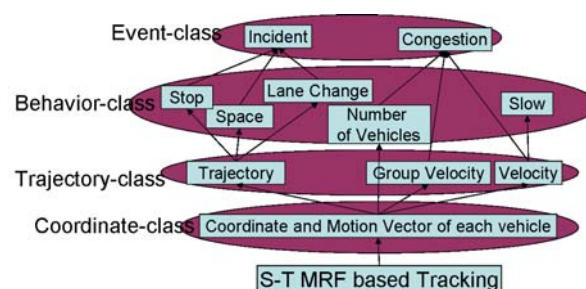 Event-class
Incident
Congestion
Behavior-class
Stop
Space
Lane Change
Number
of Vehicles
Slow
Trajectory-class
Trajectory
Group Velocity
Velocity
Coordinate-class
Coordinate and Motion Vector of each vehicle
S-T MRF based Tracking